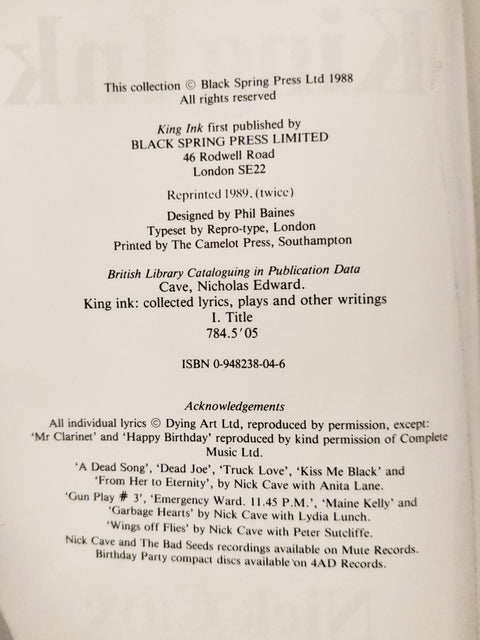 This collection © Black Spring Press Ltd 1988
All rights reserved
King Ink first published by
BLACK SPRING PRESS LIMITED
46 Rodwell Road
London SE22
Reprinted 1989. (twice)
Designed by Phil Baines
Typeset by Repro-type, London
Printed by The Camelot Press, Southampton
British Library Cataloguing in Publication Data
Cave, Nicholas Edward.
King ink: collected lyrics, plays and other writings
I. Title
784.5'05
ISBN 0-948238-04-6
Acknowledgements
All individual lyrics © Dying Art Ltd, reproduced by permission, except:
'Mr Clarinet' and 'Happy Birthday' reproduced by kind permission of Complete
Music Ltd.
'A Dead Song', 'Dead Joe', 'Truck Love', 'Kiss Me Black' and
'From Her to Eternity', by Nick Cave with Anita Lane.
'Gun Play # 3', 'Emergency Ward. 11.45 P.M.', 'Maine Kelly' and
'Garbage Hearts' by Nick Cave with Lydia Lunch.
'Wings off Flies' by Nick Cave with Peter Sutcliffe.
Nick Cave and The Bad Seeds recordings available on Mute Records.
Birthday Party compact discs available on 4AD Records.
King Ink
Nick Cave